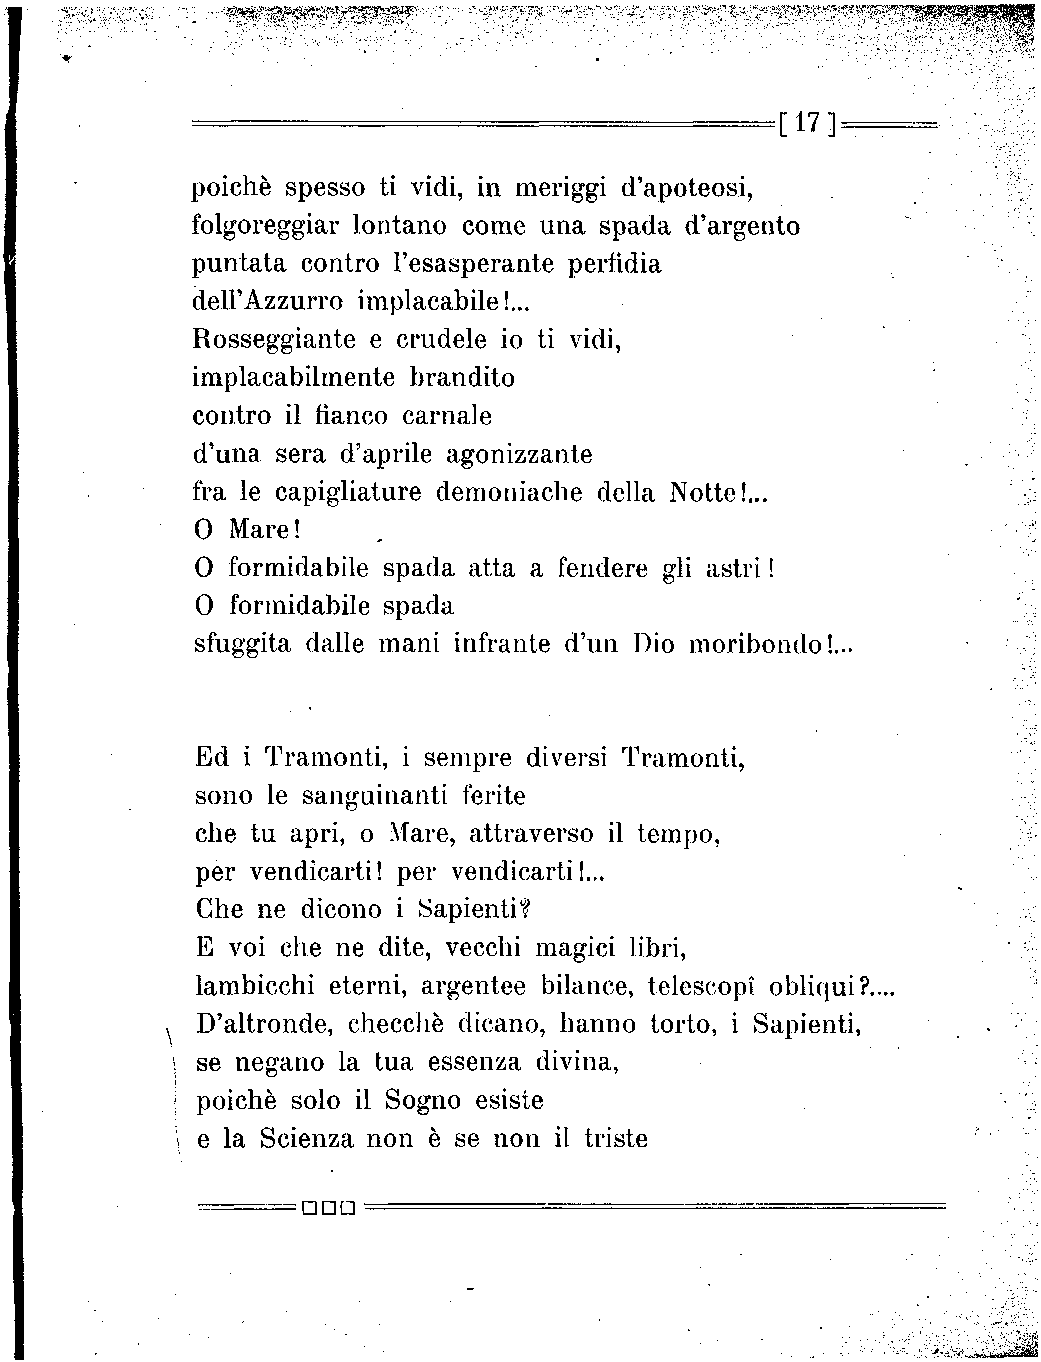 [ 17 ]
poichè spesso ti vidi, in meriggi d'apoteosi,
folgoreggiar lontano come una spada d'argento
puntata contro l'esasperante perfidia
dell'Azzurro implacabile!...
Rosseggiante e crudele io ti vidi,
implacabilmente brandito
contro il fianco carnale
d'una sera d'aprile agonizzante
fra le capigliature demoniache della Notte!...
O Mare!
O formidabile spada atta a fendere gli astri!
O formidabile spada
sfuggita dalle mani infrante d'un Dio moribondo!...
Ed i Tramonti, i sempre diversi Tramonti,
sono le sanguinanti ferite
che tu apri, o Mare, attraverso il tempo,
per vendicarti! per vendicarti!...
Che ne dicono i Sapienti?
E voi che ne dite, vecchi magici libri,
lambicchi eterni, argentee bilance, telescopî obliqui?....
D'altronde, checchè dicano, hanno torto, i Sapienti,
se negano la tua essenza divina,
poichè solo il Sogno esiste
e la Scienza non è se non il triste